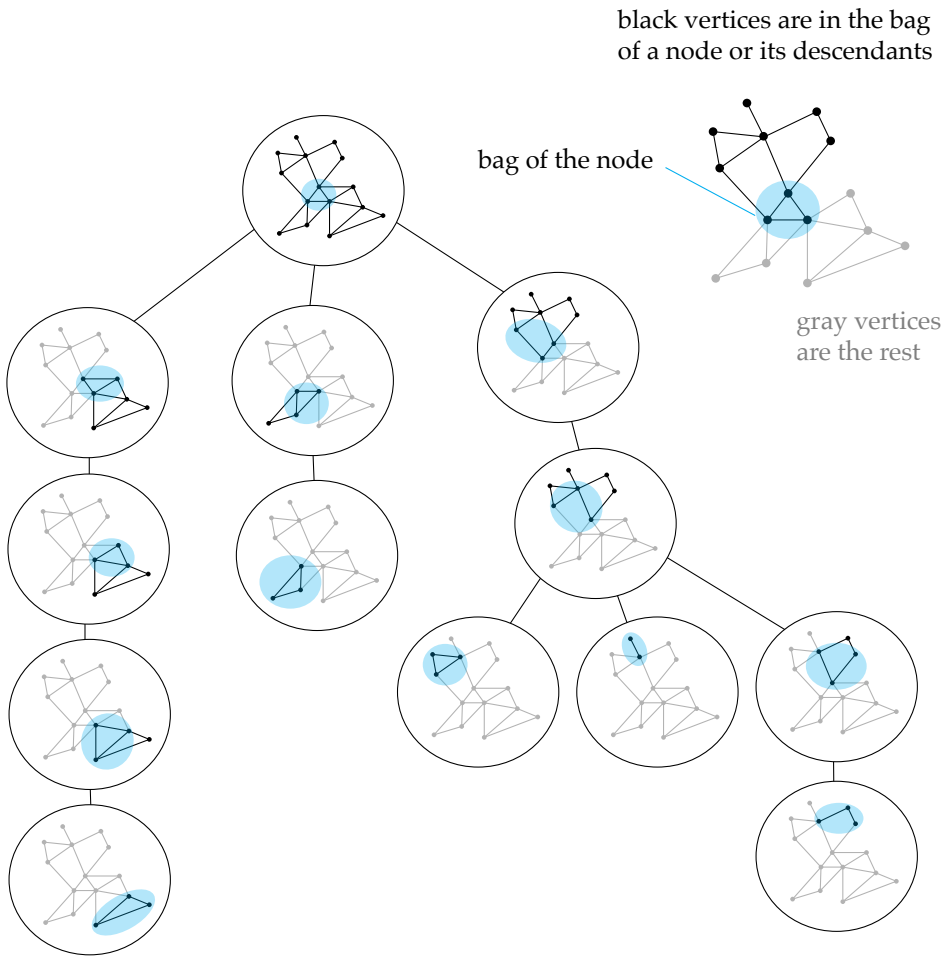 black vertices are in the bag
of a node or its descendants
bag of the node
gray vertices
are the rest